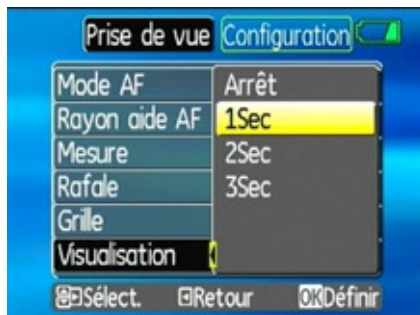 Prise de vue Configuration
Mode AF Arrêt
Rayon aide AF 1Sec
Mesure 2Sec
Rafale 3Sec
Grille
Visualisation
Sélect. Retour OK Définir